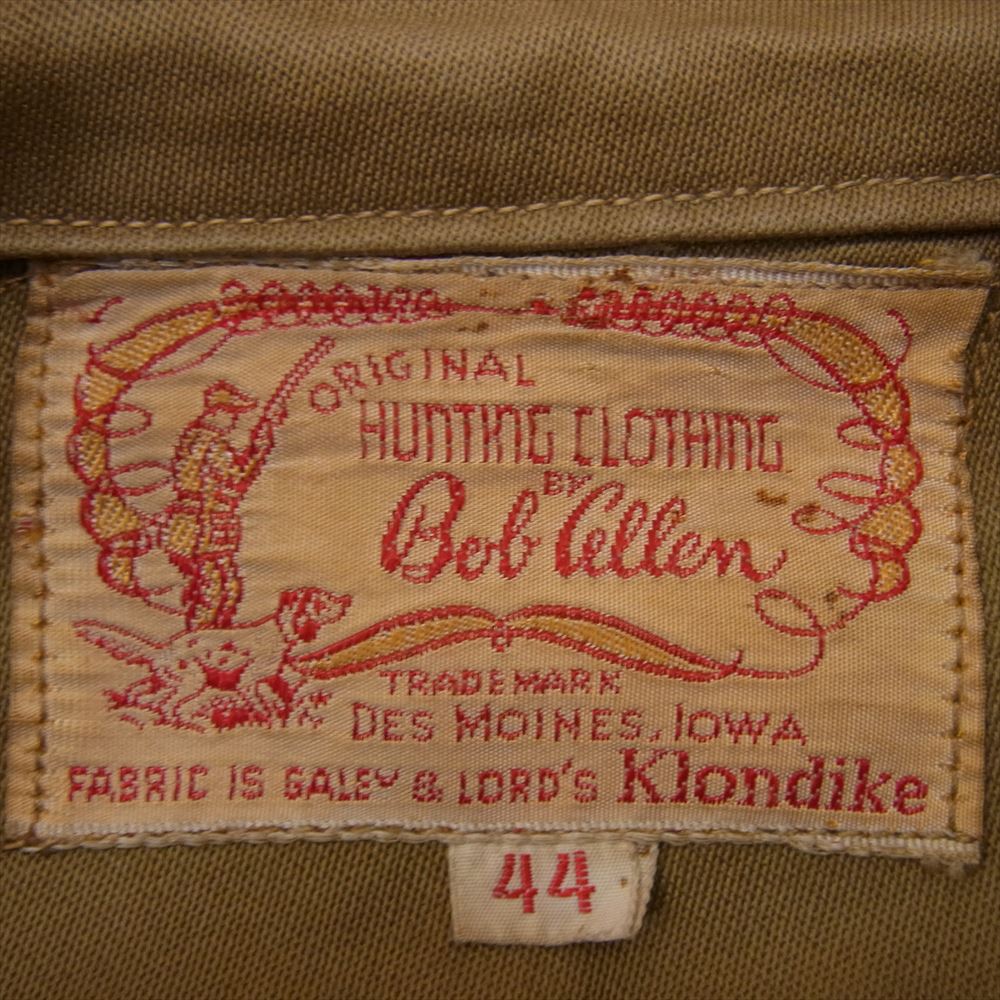 ORIGINAL
HUNTING CLOTHING
BY
Bob Allen
TRADEMARK
DES MOINES, IOWA
FABRIC IS GALEY & LORD'S Klondike
44